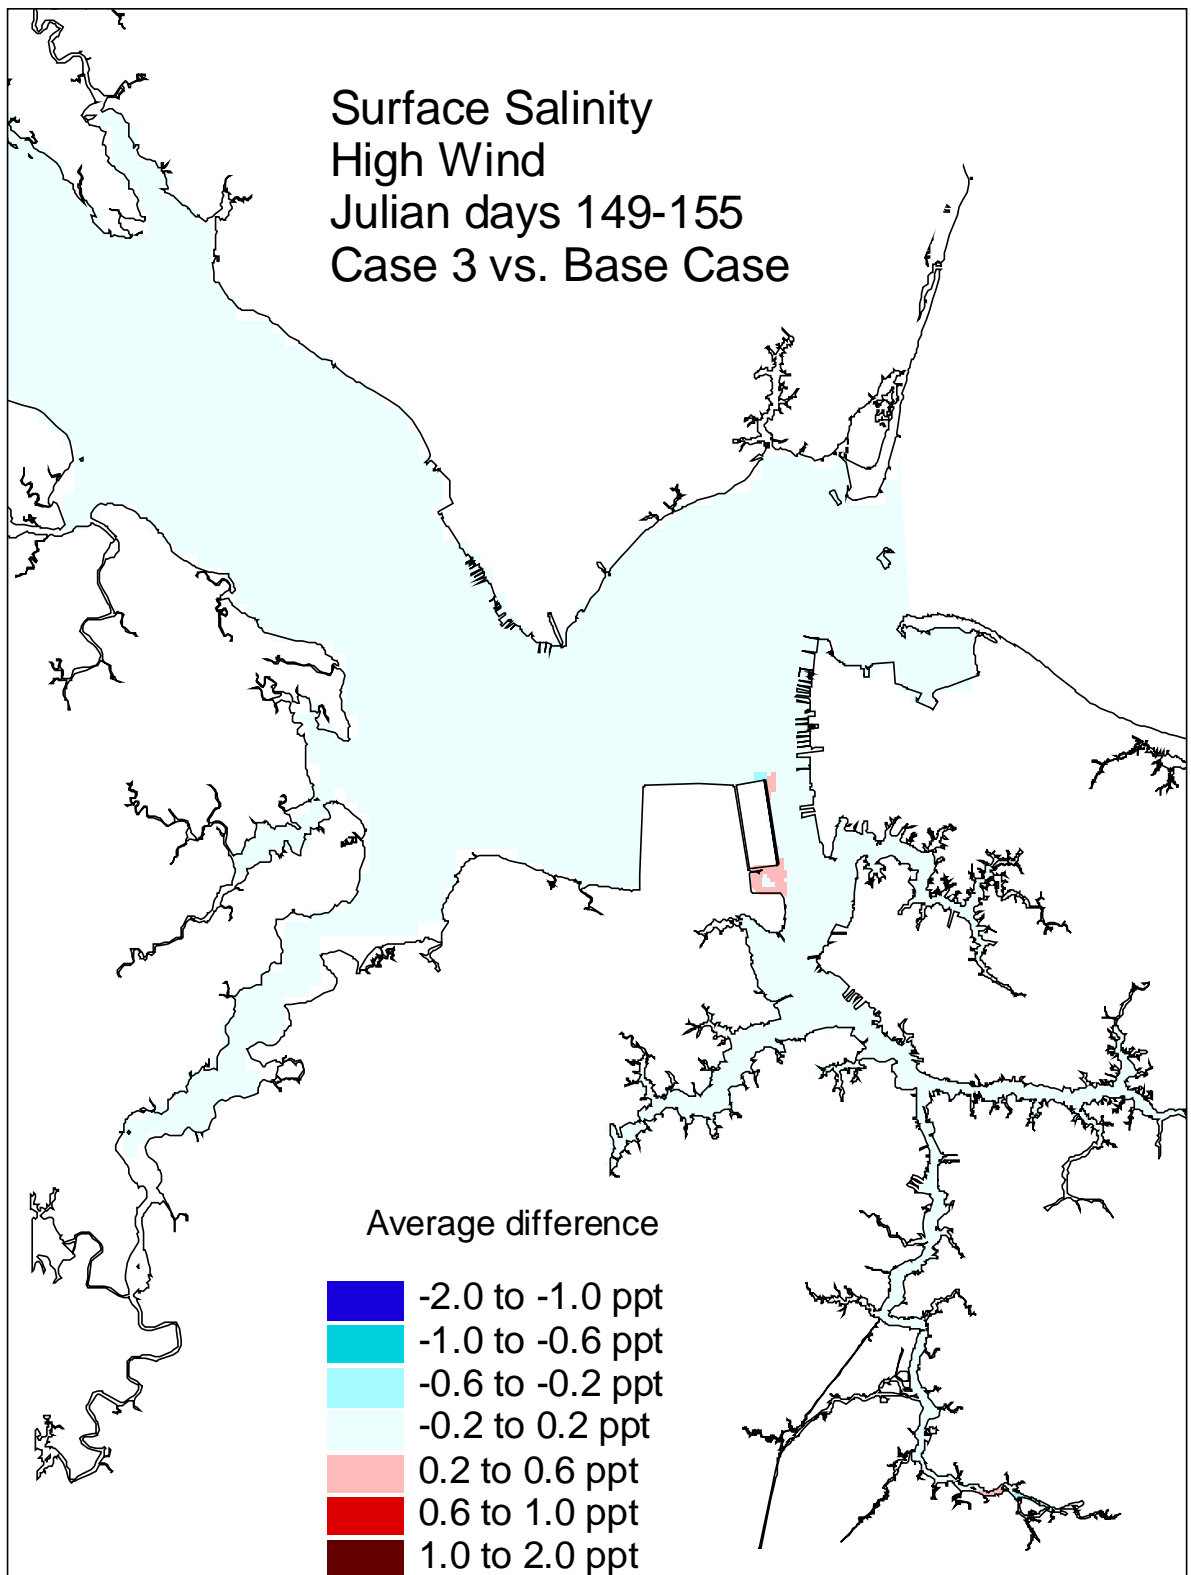 Surface Salinity
High Wind
Julian days 149-155
Case 3 vs. Base Case
Average difference
-2.0 to -1.0 ppt
-1.0 to -0.6 ppt
-0.6 to -0.2 ppt
-0.2 to 0.2 ppt
0.2 to 0.6 ppt
0.6 to 1.0 ppt
1.0 to 2.0 ppt